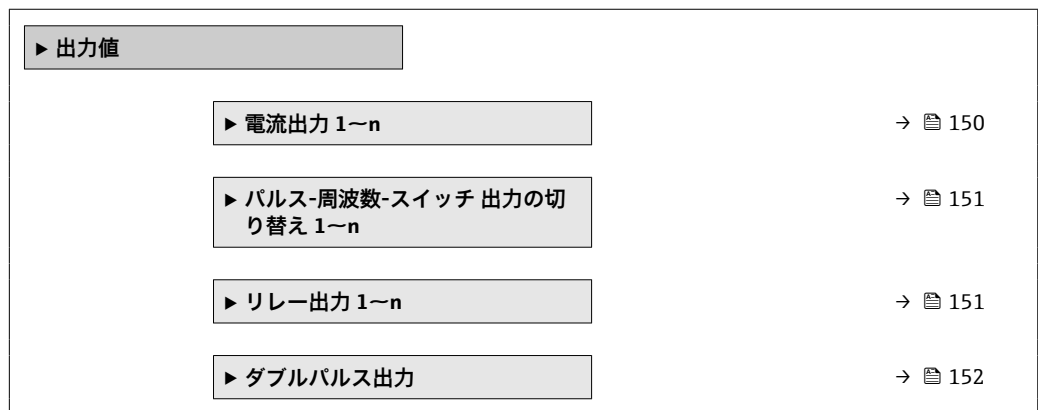 ▶ 出力値
▶ 電流出力 1～n → 150
▶ パルス-周波数-スイッチ 出力の切
り替え 1～n → 151
▶ リレー出力 1～n → 151
▶ ダブルパルス出力 → 152